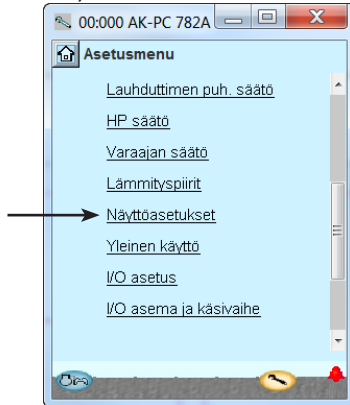 00:000 AK-PC 782A
Asetusmenu
Lauhduttimen puh. säätö
HP säätö
Varaajan säätö
Lämmityspiirit
Näyttöasetukset
Yleinen käyttö
I/O asetus
I/O asema ja käsivaihe